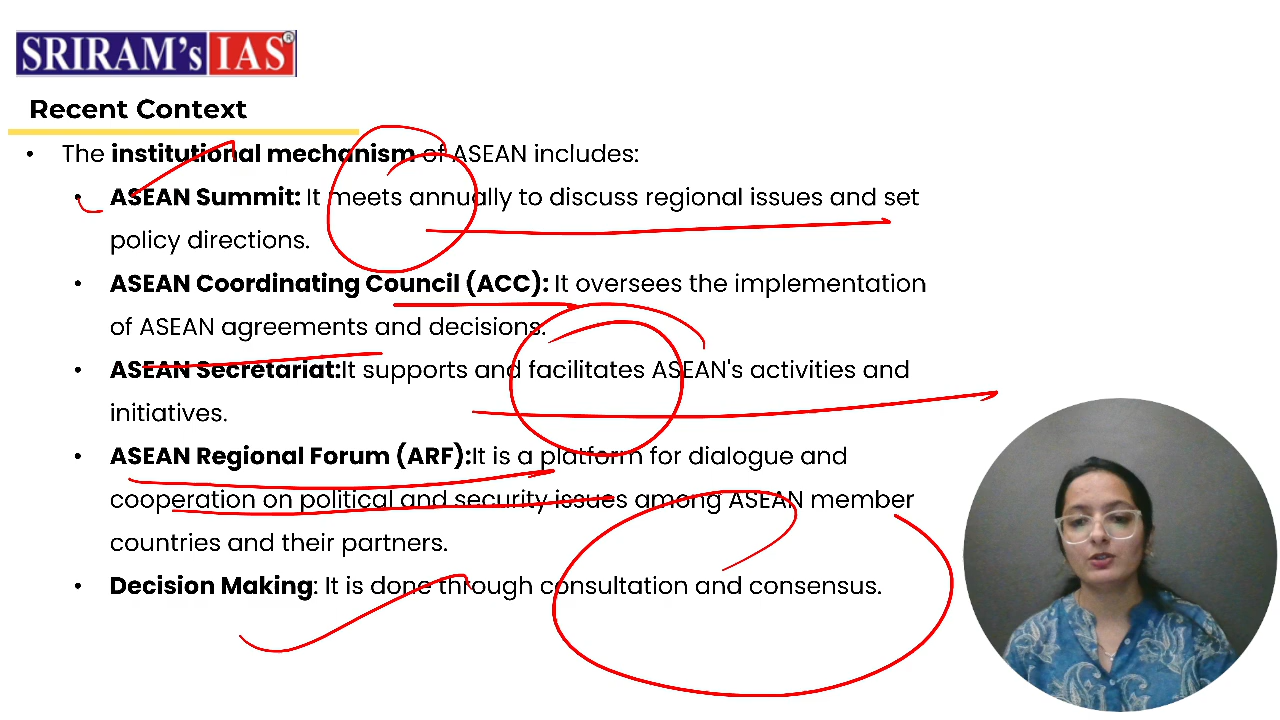 SRIRAM's IAS®
Recent Context
• The institutional mechanism of ASEAN includes:
• ASEAN Summit: It meets annually to discuss regional issues and set
policy directions.
• ASEAN Coordinating Council (ACC): It oversees the implementation
of ASEAN agreements and decisions.
• ASEAN Secretariat:It supports and facilitates ASEAN's activities and
initiatives.
• ASEAN Regional Forum (ARF):It is a platform for dialogue and
cooperation on political and security issues among ASEAN member
countries and their partners.
• Decision Making: It is done through consultation and consensus.